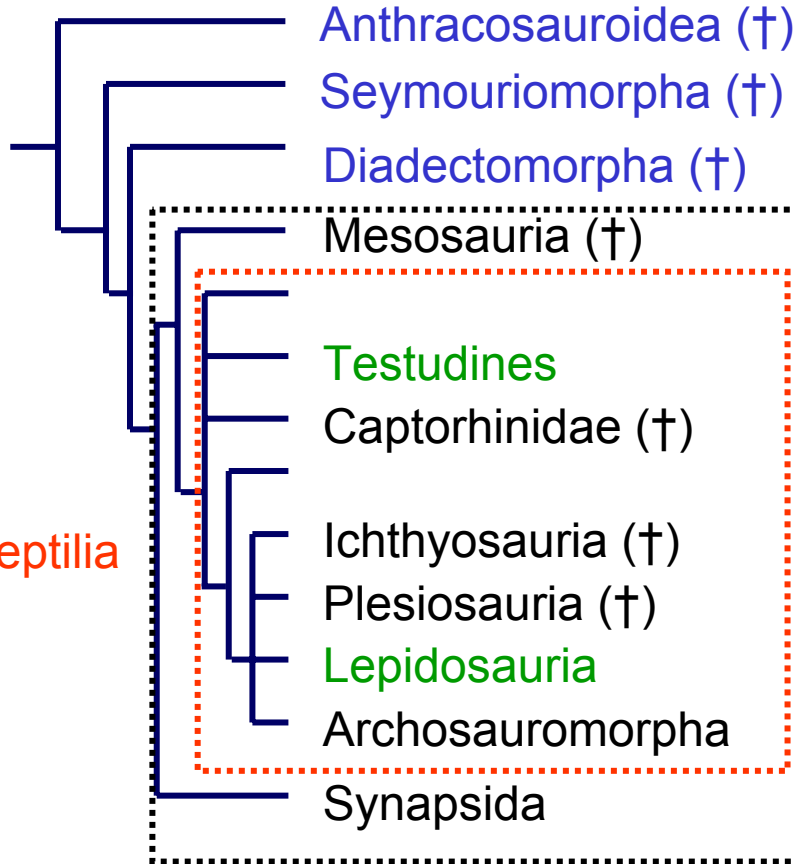 Anthracosauroidea (†)
Seymouriomorpha (†)
Diadectomorpha (†)
Mesosauria (†)
Testudines
Captorhinidae (†)
eptilia
Ichthyosauria (†)
Plesiosauria (†)
Lepidosauria
Archosauromorpha
Synapsida